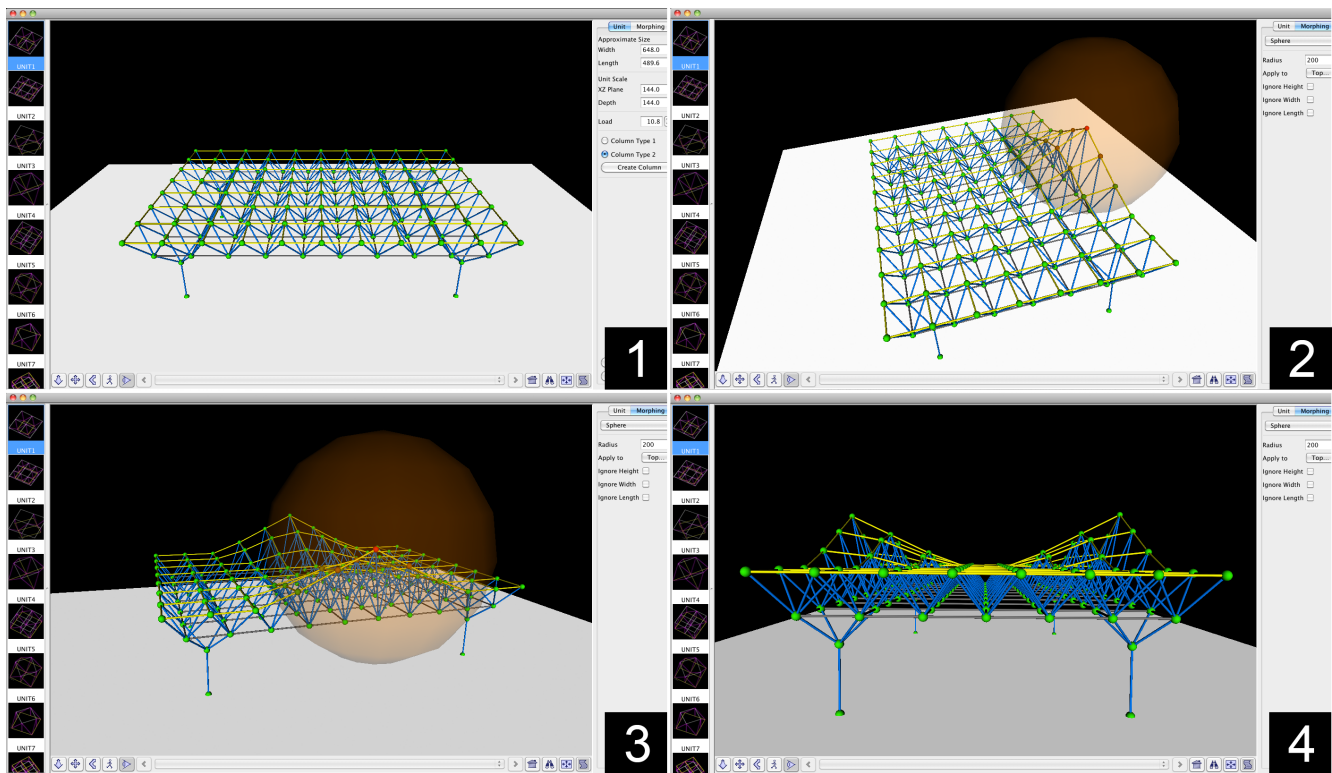 UNIT1
UNIT2
UNIT3
UNIT4
UNIT5
UNIT6
UNIT7
Unit Morphing
Approximate Size
Width 648.0
Length 489.6
Unit Scale
XZ Plane 144.0
Depth 144.0
Load 10.8
Column Type 1
Column Type 2
Create Column
1
UNIT1
UNIT2
UNIT3
UNIT4
UNIT5
UNIT6
UNIT7
Unit Morphing
Sphere
Radius 200
Apply to Top...
Ignore Height
Ignore Width
Ignore Length
2
UNIT1
UNIT2
UNIT3
UNIT4
UNIT5
UNIT6
UNIT7
Unit Morphing
Sphere
Radius 200
Apply to Top...
Ignore Height
Ignore Width
Ignore Length
3
UNIT1
UNIT2
UNIT3
UNIT4
UNIT5
UNIT6
UNIT7
Unit Morphing
Sphere
Radius 200
Apply to Top...
Ignore Height
Ignore Width
Ignore Length
4